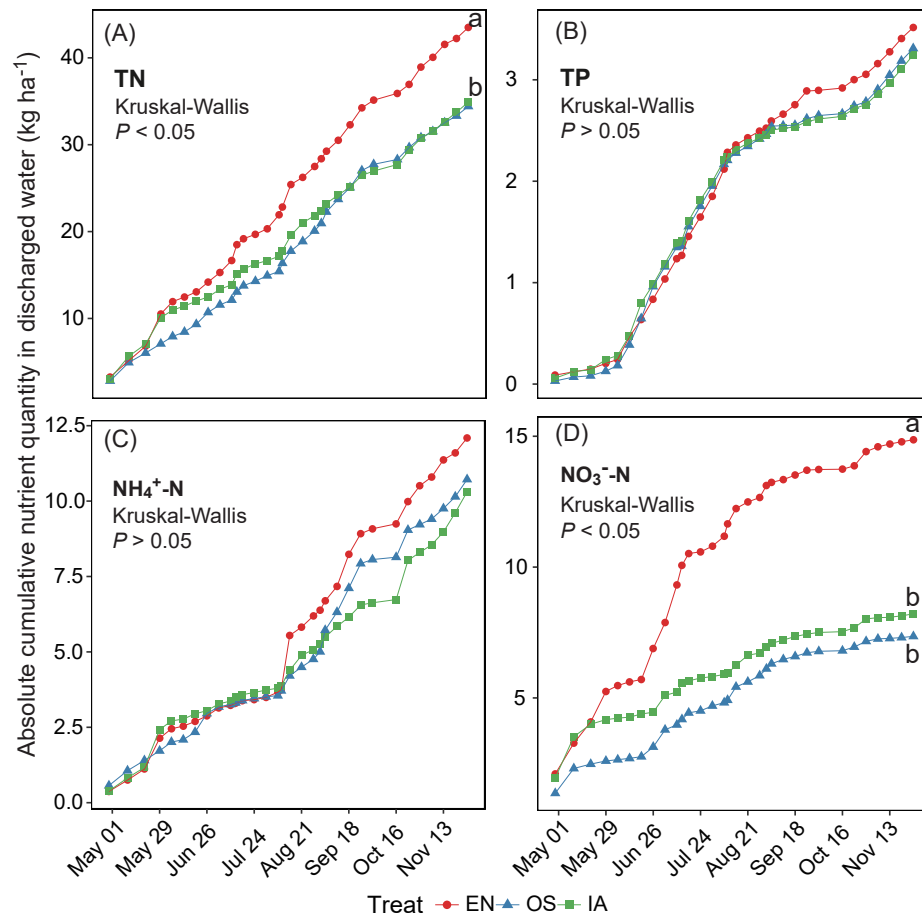 Absolute cumulative nutrient quantity in discharged water (kg ha⁻¹)
(A)
TN
Kruskal-Wallis
P < 0.05
a
b
40
30
20
10
(B)
TP
Kruskal-Wallis
P > 0.05
3
2
1
0
(C)
NH₄⁺-N
Kruskal-Wallis
P > 0.05
12.5
10.0
7.5
5.0
2.5
0.0
(D)
NO₃⁻-N
Kruskal-Wallis
P < 0.05
a
b
b
15
10
5
May 01
May 29
Jun 26
Jul 24
Aug 21
Sep 18
Oct 16
Nov 13
May 01
May 29
Jun 26
Jul 24
Aug 21
Sep 18
Oct 16
Nov 13
Treat EN OS IA